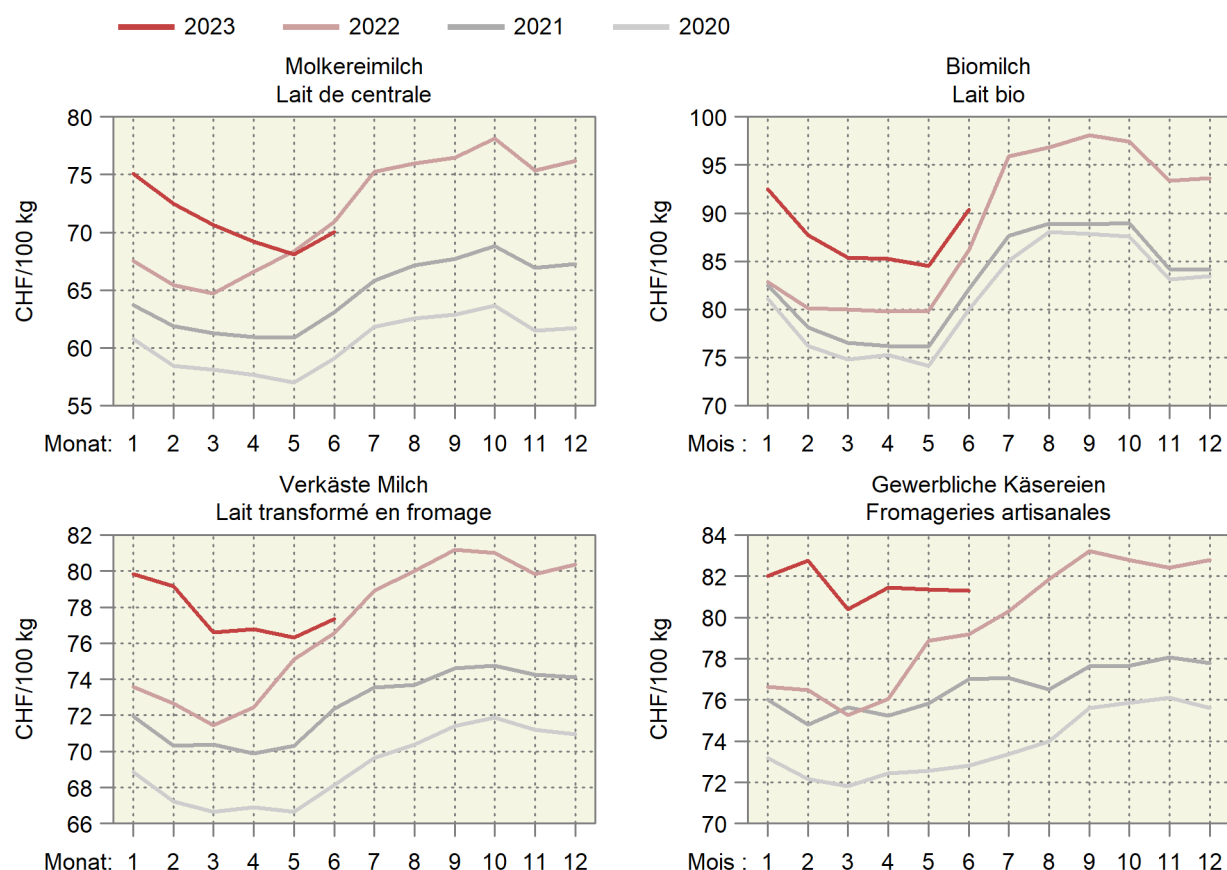 2023 2022 2021 2020
Molkereimilch
Lait de centrale
80
75
70
65
60
55
CHF/100 kg
Monat: 1 2 3 4 5 6 7 8 9 10 11 12
Biomilch
Lait bio
100
95
90
85
80
75
70
CHF/100 kg
Mois : 1 2 3 4 5 6 7 8 9 10 11 12
Verkäste Milch
Lait transformé en fromage
82
80
78
76
74
72
70
68
66
CHF/100 kg
Monat: 1 2 3 4 5 6 7 8 9 10 11 12
Gewerbliche Käsereien
Fromageries artisanales
84
82
80
78
76
74
72
70
CHF/100 kg
Mois : 1 2 3 4 5 6 7 8 9 10 11 12